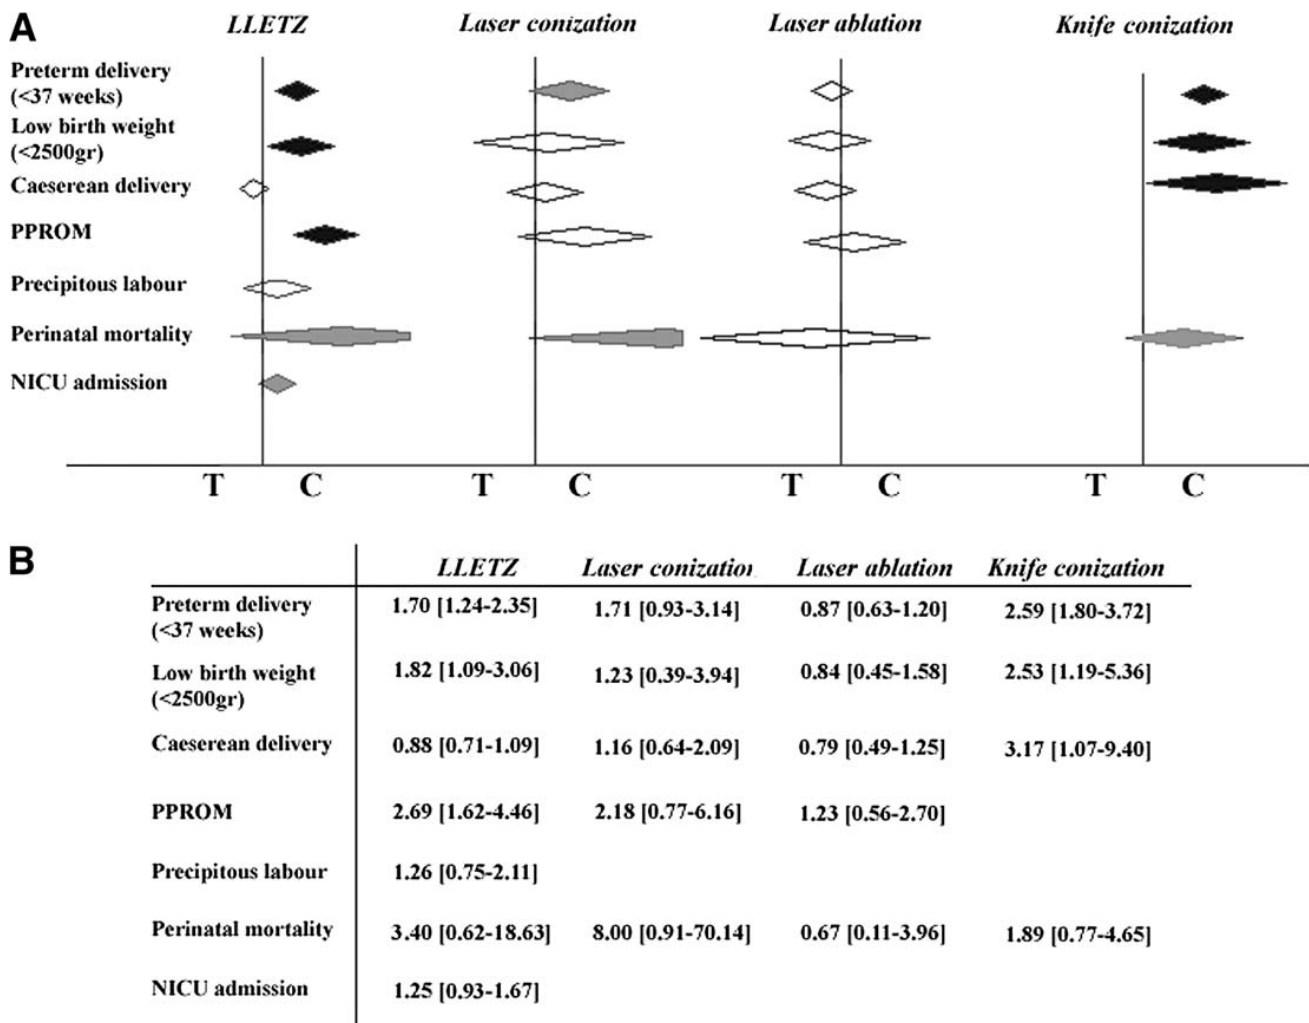 A
LLETZ Laser conization Laser ablation Knife conization
Preterm delivery
(<37 weeks)
Low birth weight
(<2500gr)
Caeserean delivery
PPROM
Precipitous labour
Perinatal mortality
NICU admission
T C T C T C T C
B
LLETZ Laser conization Laser ablation Knife conization
Preterm delivery 1.70 [1.24-2.35] 1.71 [0.93-3.14] 0.87 [0.63-1.20] 2.59 [1.80-3.72]
(<37 weeks)
Low birth weight 1.82 [1.09-3.06] 1.23 [0.39-3.94] 0.84 [0.45-1.58] 2.53 [1.19-5.36]
(<2500gr)
Caeserean delivery 0.88 [0.71-1.09] 1.16 [0.64-2.09] 0.79 [0.49-1.25] 3.17 [1.07-9.40]
PPROM 2.69 [1.62-4.46] 2.18 [0.77-6.16] 1.23 [0.56-2.70]
Precipitous labour 1.26 [0.75-2.11]
Perinatal mortality 3.40 [0.62-18.63] 8.00 [0.91-70.14] 0.67 [0.11-3.96] 1.89 [0.77-4.65]
NICU admission 1.25 [0.93-1.67]